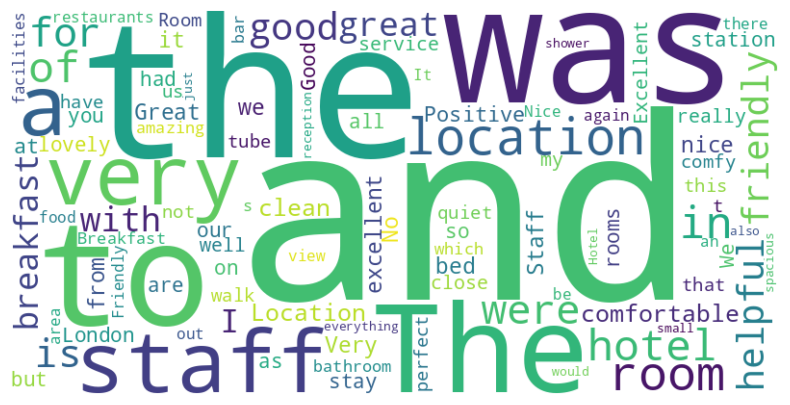 restaurants
Room
bar
good
great
the
was
there
station
facilities
for
it
service
shower
Excellent
of
had
us
just
Good
It
a
have
you
Great
we
all
Positive
Nice
again
really
friendly
amazing
tube
reception
location
at
lovely
my
nice
comfy
breakfast
very
and
this
with
not
s
clean
excellent
No
quiet
so
which
t
in
food
Breakfast
our
well
Staff
rooms
Hotel
an
also
to
from
Friendly
are
on
view
bed
close
We
spacious
helpful
walk
be
that
area
London
I
Location
everything
The
were
comfortable
small
is
staff
out
Very
as
perfect
hotel
but
bathroom
stay
would
room